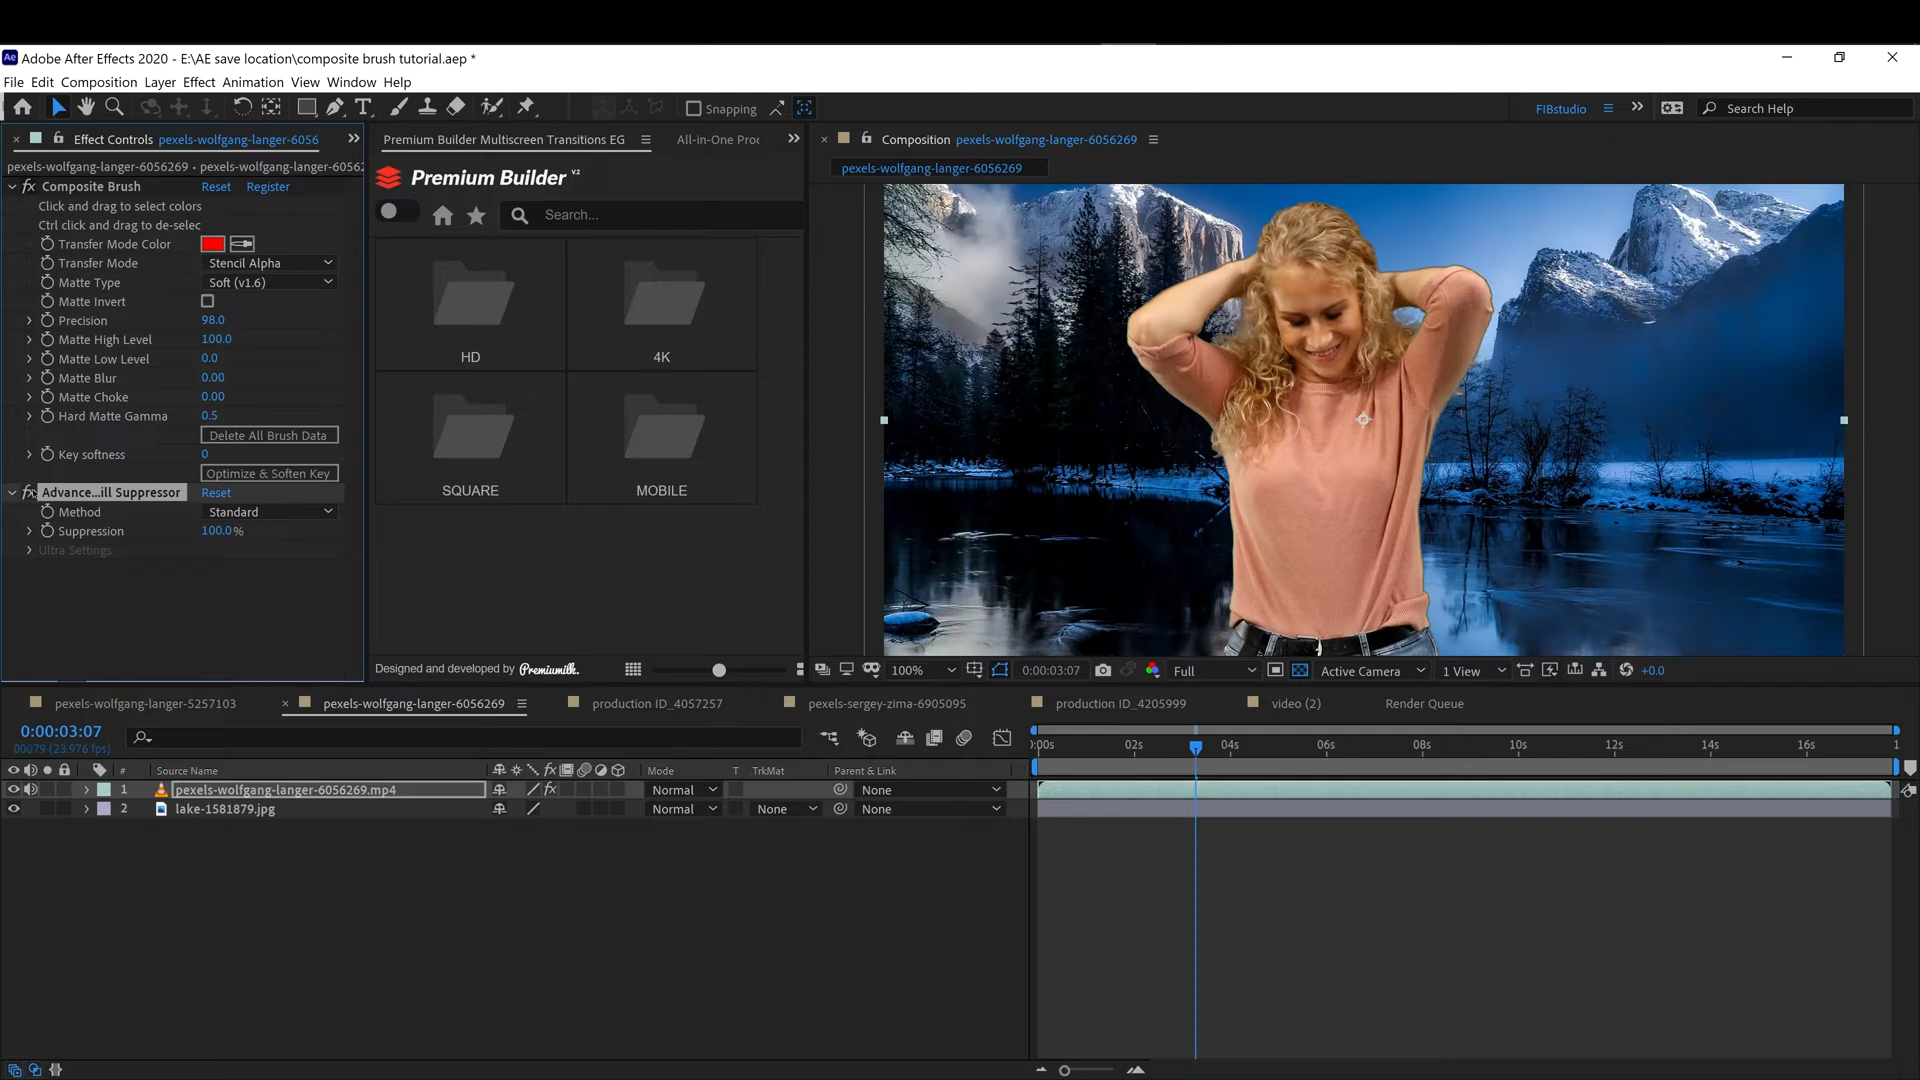 Ae Adobe After Effects 2020 - E:\AE save location\composite brush tutorial.aep *
File Edit Composition Layer Effect Animation View Window Help
Snapping
FIBstudio
Search Help
Effect Controls pexels-wolfgang-langer-6056
pexels-wolfgang-langer-6056269 • pexels-wolfgang-langer-60562
fx Composite Brush Reset Register
Click and drag to select colors
Ctrl click and drag to de-selec
Transfer Mode Color
Transfer Mode Stencil Alpha
Matte Type Soft (v1.6)
Matte Invert
Precision 98.0
Matte High Level 100.0
Matte Low Level 0.0
Matte Blur 0.00
Matte Choke 0.00
Hard Matte Gamma 0.5
Delete All Brush Data
Key softness 0
Optimize & Soften Key
fx Advance...ill Suppressor Reset
Method Standard
Suppression 100.0%
Ultra Settings
Premium Builder Multiscreen Transitions EG
All-in-One Proc
Premium Builder V2
Search...
HD
4K
SQUARE
MOBILE
Designed and developed by Premiumilk.
Composition pexels-wolfgang-langer-6056269
pexels-wolfgang-langer-6056269
100% 0:00:03:07 Full Active Camera 1 View +0.0
pexels-wolfgang-langer-5257103
pexels-wolfgang-langer-6056269
production ID_4057257
pexels-sergey-zima-6905095
production ID_4205999
video (2)
Render Queue
0:00:03:07
00079 (23.976 fps)
# Source Name fx Mode T .TrkMat Parent & Link
1 pexels-wolfgang-langer-6056269.mp4 fx Normal None
2 lake-1581879.jpg Normal None None
):00s 02s 04s 06s 08s 10s 12s 14s 16s 1